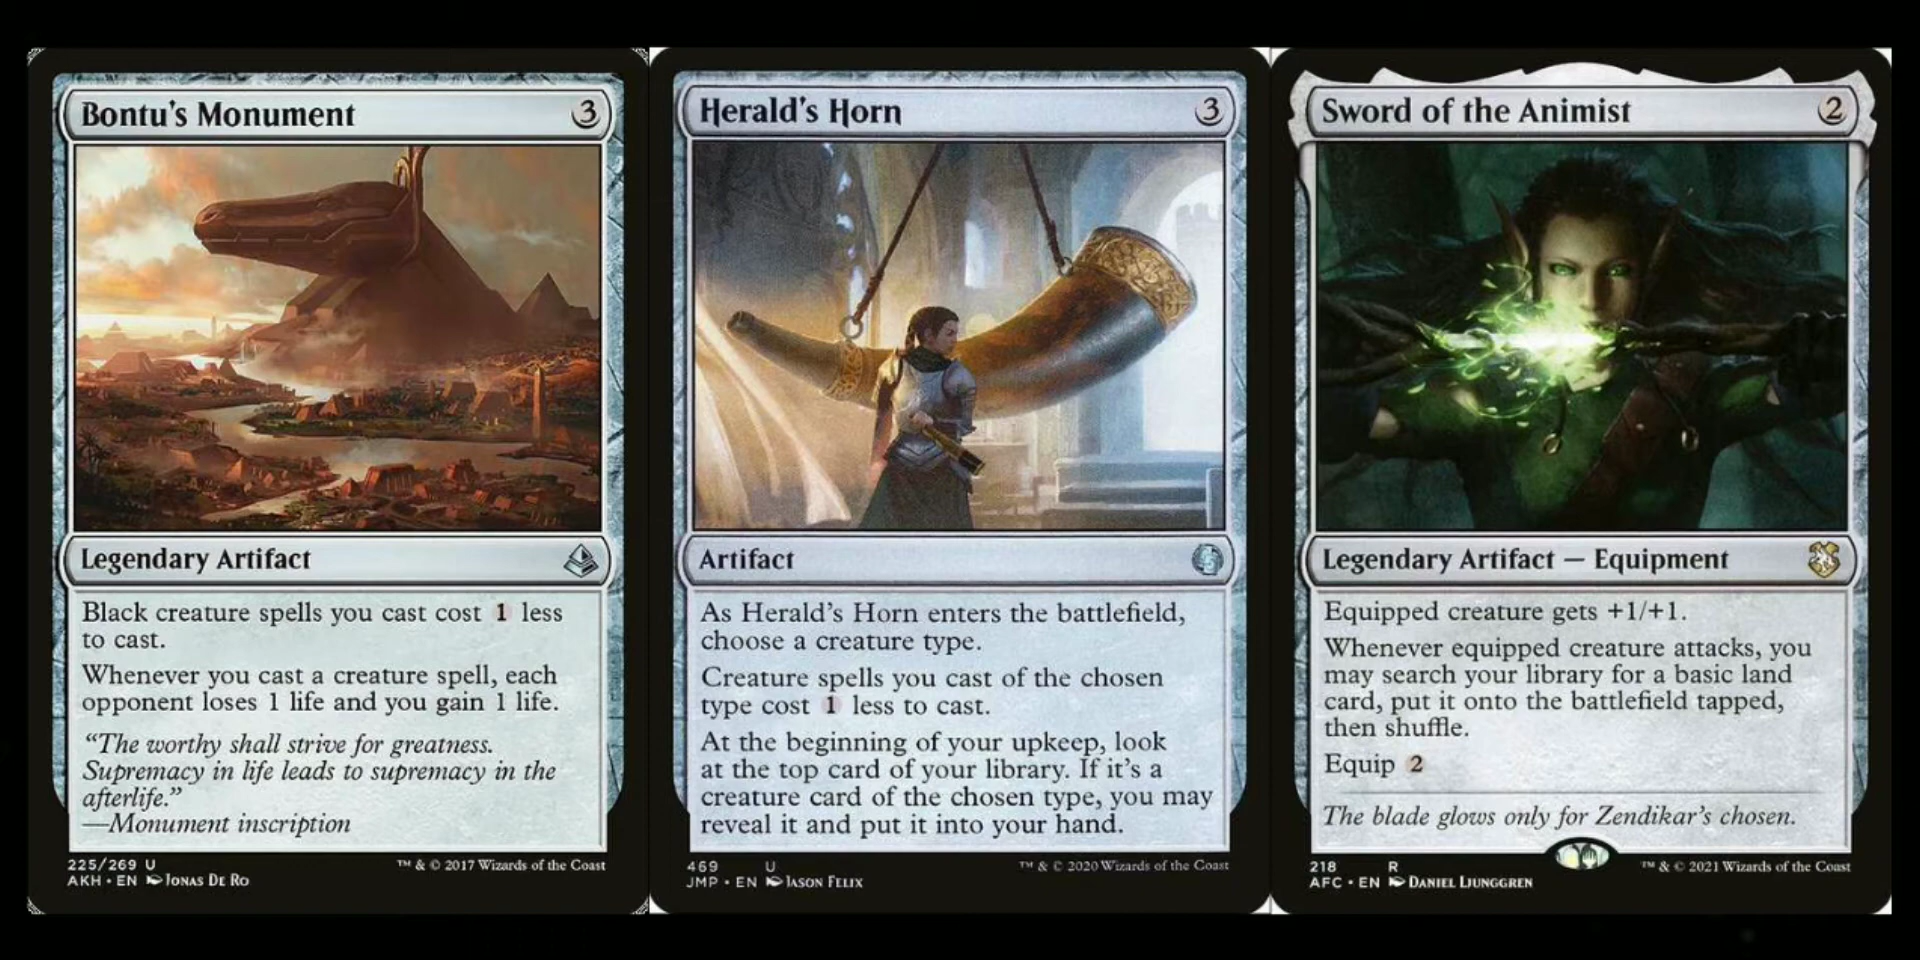 Bontu's Monument 3
Legendary Artifact
Black creature spells you cast cost 1 less
to cast.
Whenever you cast a creature spell, each
opponent loses 1 life and you gain 1 life.
“The worthy shall strive for greatness.
Supremacy in life leads to supremacy in the
afterlife.”
—Monument inscription
225/269 U
AKH • EN Jonas De Ro
™ & © 2017 Wizards of the Coast
Herald's Horn 3
Artifact
As Herald's Horn enters the battlefield,
choose a creature type.
Creature spells you cast of the chosen
type cost 1 less to cast.
At the beginning of your upkeep, look
at the top card of your library. If it's a
creature card of the chosen type, you may
reveal it and put it into your hand.
469 U
JMP • EN Jason Felix
™ & © 2020 Wizards of the Coast
Sword of the Animist 2
Legendary Artifact — Equipment
Equipped creature gets +1/+1.
Whenever equipped creature attacks, you
may search your library for a basic land
card, put it onto the battlefield tapped,
then shuffle.
Equip 2
The blade glows only for Zendikar's chosen.
218 R
AFC • EN Daniel Ljunggren
™ & © 2021 Wizards of the Coast